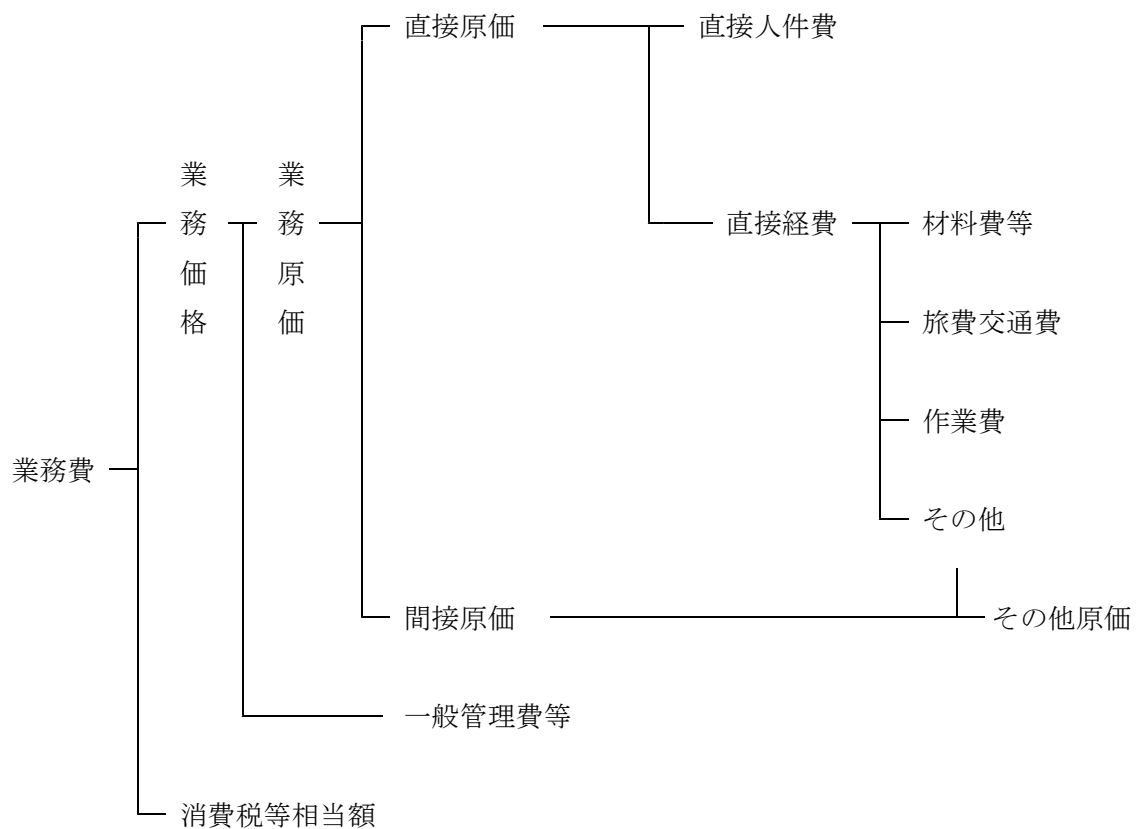 直接原価
直接人件費
業務価格
業務原価
直接経費
材料費等
旅費交通費
作業費
業務費
その他
間接原価
その他原価
一般管理費等
消費税等相当額